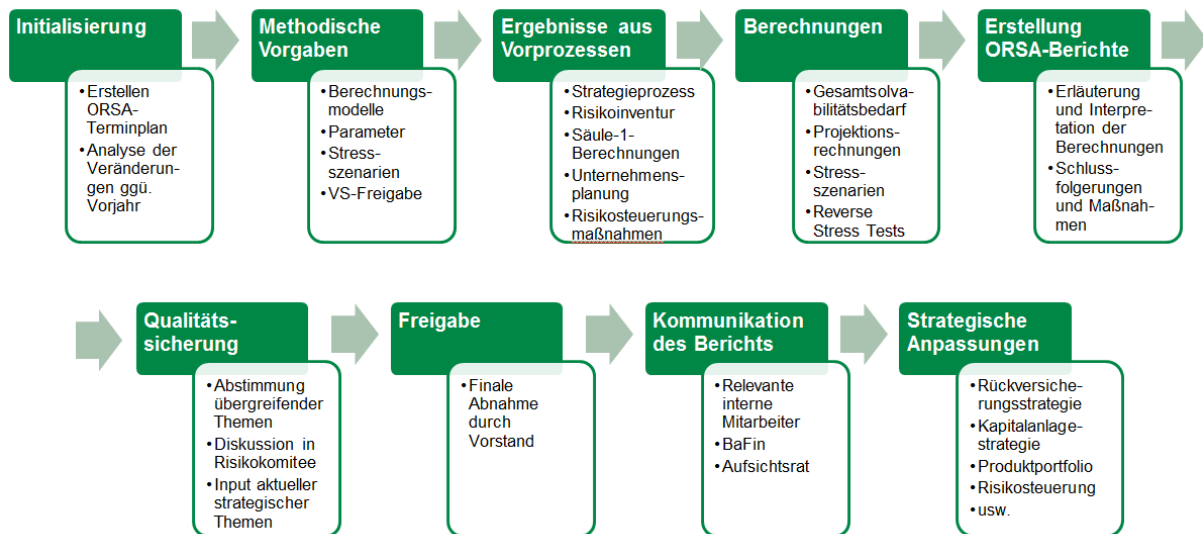 Initialisierung
• Erstellen
ORSA-
Terminplan
• Analyse der
Veränderun-
gen ggü.
Vorjahr
Methodische
Vorgaben
• Berechnungs-
modelle
• Parameter
• Stress-
szenarien
• VS-Freigabe
Ergebnisse aus
Vorprozessen
• Strategieprozess
• Risikoinventur
• Säule-1-
Berechnungen
• Unternehmens-
planung
• Risikosteuerungs-
maßnahmen
Berechnungen
• Gesamtsolva-
bilitätsbedarf
• Projektions-
rechnungen
• Stress-
szenarien
• Reverse
Stress Tests
Erstellung
ORSA-Berichte
• Erläuterung
und Interpre-
tation der
Berechnungen
• Schluss-
folgerungen
und Maßnah-
men
Qualitäts-
sicherung
• Abstimmung
übergreifender
Themen
• Diskussion in
Risikokomitee
• Input aktueller
strategischer
Themen
Freigabe
• Finale
Abnahme
durch
Vorstand
Kommunikation
des Berichts
• Relevante
interne
Mitarbeiter
• BaFin
• Aufsichtsrat
Strategische
Anpassungen
• Rückversiche-
rungsstrategie
• Kapitalanlage-
strategie
• Produktportfolio
• Risikosteuerung
• usw.